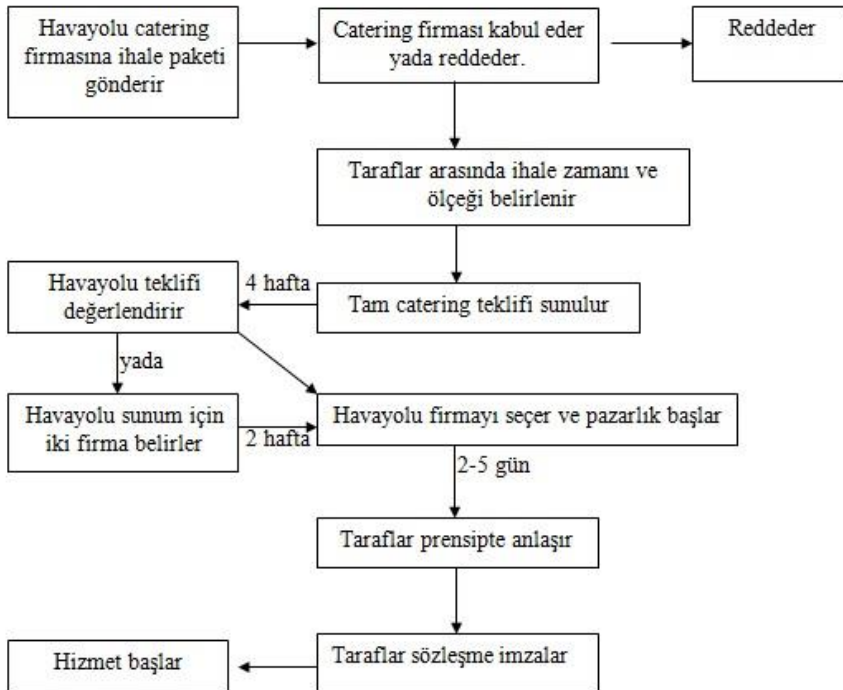 Havayolu catering
firmasına ihale paketi
gönderir
Catering firması kabul eder
yada reddeder.
Reddeder
Taraflar arasında ihale zamanı ve
ölçeği belirlenir
Tam catering teklifi sunulur
4 hafta
Havayolu teklifi
değerlendirir
yada
Havayolu sunum için
iki firma belirler
2 hafta
Havayolu firmayı seçer ve pazarlık başlar
2-5 gün
Taraflar prensipte anlaşır
Taraflar sözleşme imzalar
Hizmet başlar